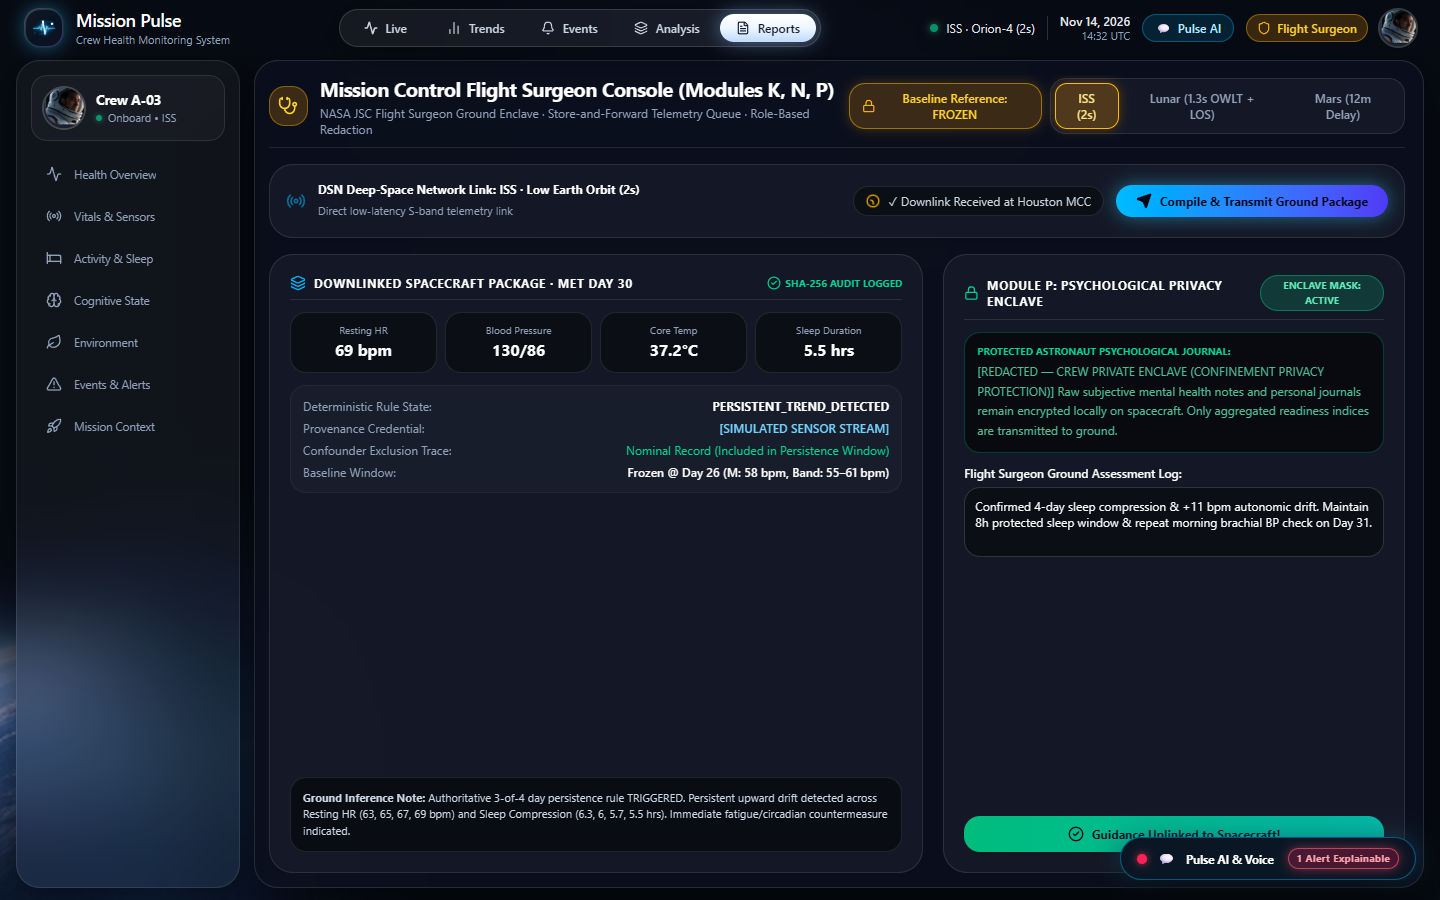 Mission Pulse
Crew Health Monitoring System
Live
Trends
Events
Analysis
Reports
ISS · Orion-4 (2s)
Nov 14, 2026
14:32 UTC
Pulse AI
Flight Surgeon
Crew A-03
Onboard • ISS
Health Overview
Vitals & Sensors
Activity & Sleep
Cognitive State
Environment
Events & Alerts
Mission Context
Mission Control Flight Surgeon Console (Modules K, N, P)
NASA JSC Flight Surgeon Ground Enclave · Store-and-Forward Telemetry Queue · Role-Based
Redaction
Baseline Reference:
FROZEN
ISS
(2s)
Lunar (1.3s OWLT +
LOS)
Mars (12m
Delay)
DSN Deep-Space Network Link: ISS · Low Earth Orbit (2s)
Direct low-latency S-band telemetry link
✓ Downlink Received at Houston MCC
Compile & Transmit Ground Package
DOWNLINKED SPACECRAFT PACKAGE · MET DAY 30
SHA-256 AUDIT LOGGED
Resting HR
69 bpm
Blood Pressure
130/86
Core Temp
37.2°C
Sleep Duration
5.5 hrs
Deterministic Rule State:
PERSISTENT_TREND_DETECTED
Provenance Credential:
[SIMULATED SENSOR STREAM]
Confounder Exclusion Trace:
Nominal Record (Included in Persistence Window)
Baseline Window:
Frozen @ Day 26 (M: 58 bpm, Band: 55–61 bpm)
Ground Inference Note: Authoritative 3-of-4 day persistence rule TRIGGERED. Persistent upward drift detected across
Resting HR (63, 65, 67, 69 bpm) and Sleep Compression (6.3, 6, 5.7, 5.5 hrs). Immediate fatigue/circadian countermeasure
indicated.
MODULE P: PSYCHOLOGICAL PRIVACY
ENCLAVE
ENCLAVE MASK:
ACTIVE
PROTECTED ASTRONAUT PSYCHOLOGICAL JOURNAL:
[REDACTED — CREW PRIVATE ENCLAVE (CONFINEMENT PRIVACY
PROTECTION)] Raw subjective mental health notes and personal journals
remain encrypted locally on spacecraft. Only aggregated readiness indices
are transmitted to ground.
Flight Surgeon Ground Assessment Log:
Confirmed 4-day sleep compression & +11 bpm autonomic drift. Maintain
8h protected sleep window & repeat morning brachial BP check on Day 31.
Guidance Uplinked to Spacecraft!
Pulse AI & Voice
1 Alert Explainable